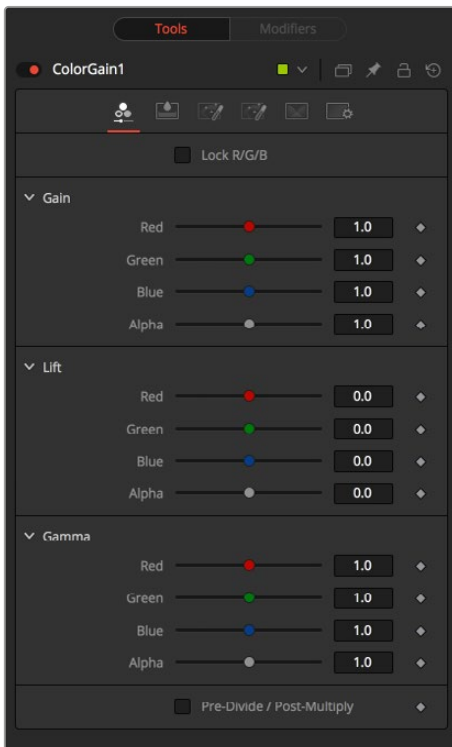 Tools Modifiers
ColorGain1
Lock R/G/B
Gain
Red 1.0
Green 1.0
Blue 1.0
Alpha 1.0
Lift
Red 0.0
Green 0.0
Blue 0.0
Alpha 0.0
Gamma
Red 1.0
Green 1.0
Blue 1.0
Alpha 1.0
Pre-Divide / Post-Multiply